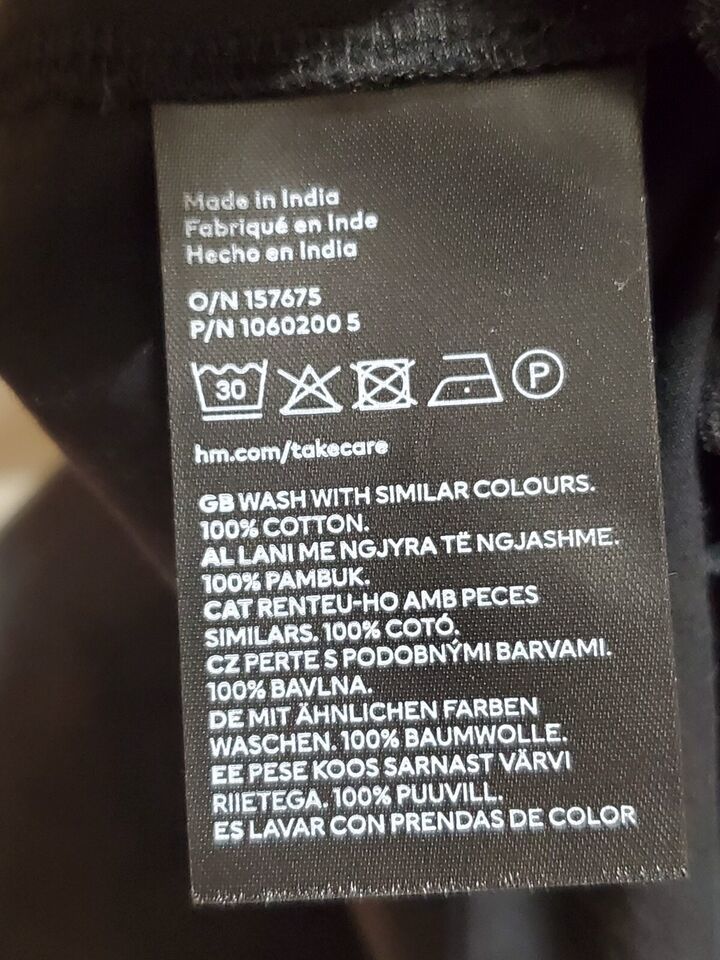 Made in India
Fabriqué en Inde
Hecho en India
O/N 157675
P/N 1060200 5
30 P
hm.com/takecare
GB WASH WITH SIMILAR COLOURS.
100% COTTON.
AL LANI ME NGJYRA TË NGJASHME.
100% PAMBUK.
CAT RENTEU-HO AMB PECES
SIMILARS. 100% COTÓ.
CZ PERTE S PODOBNÝMI BARVAMI.
100% BAVLNA.
DE MIT ÄHNLICHEN FARBEN
WASCHEN. 100% BAUMWOLLE.
EE PESE KOOS SARNAST VÄRVI
RIIETEGA. 100% PUUVILL.
ES LAVAR CON PRENDAS DE COLOR